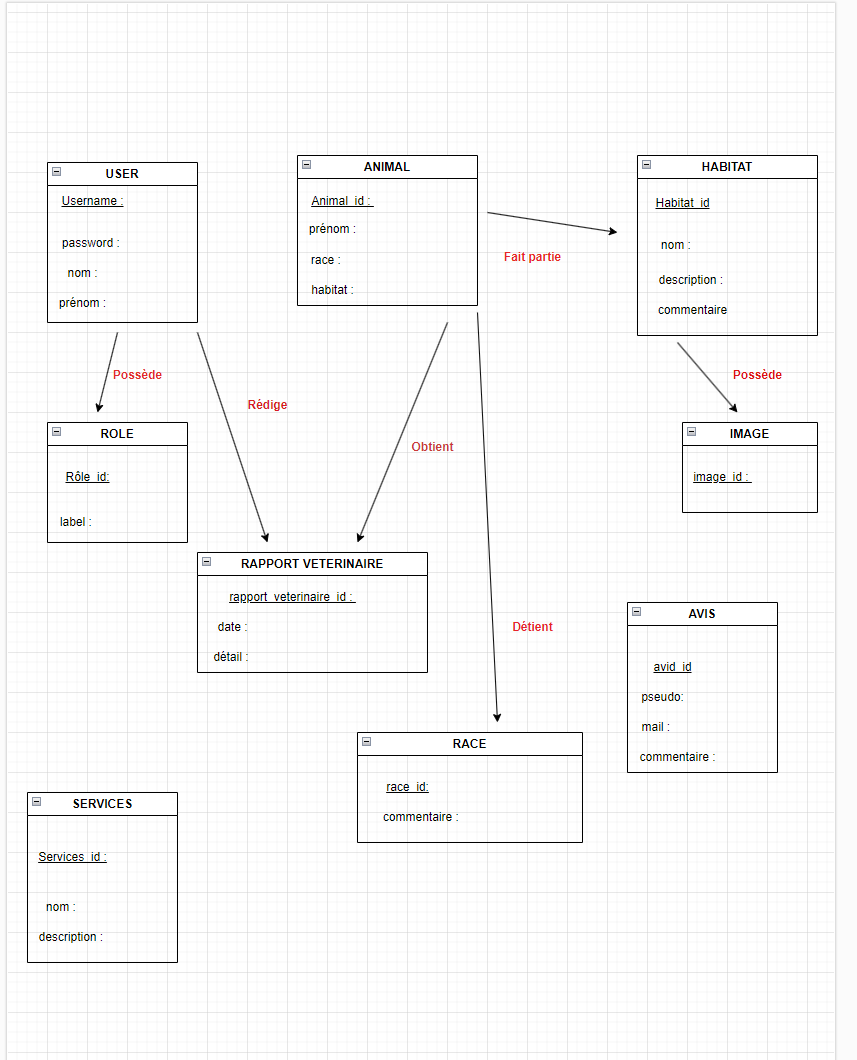 USER
Username :
password :
nom :
prénom :
ANIMAL
Animal_id :
prénom :
race :
habitat :
HABITAT
Habitat_id
nom :
description :
commentaire
Fait partie
Possède
Rédige
Obtient
Possède
ROLE
Rôle_id:
label :
IMAGE
image_id :
RAPPORT VETERINAIRE
rapport_veterinaire_id :
date :
détail :
Détient
AVIS
avid_id
pseudo:
mail :
commentaire :
RACE
race_id:
commentaire :
SERVICES
Services_id :
nom :
description :